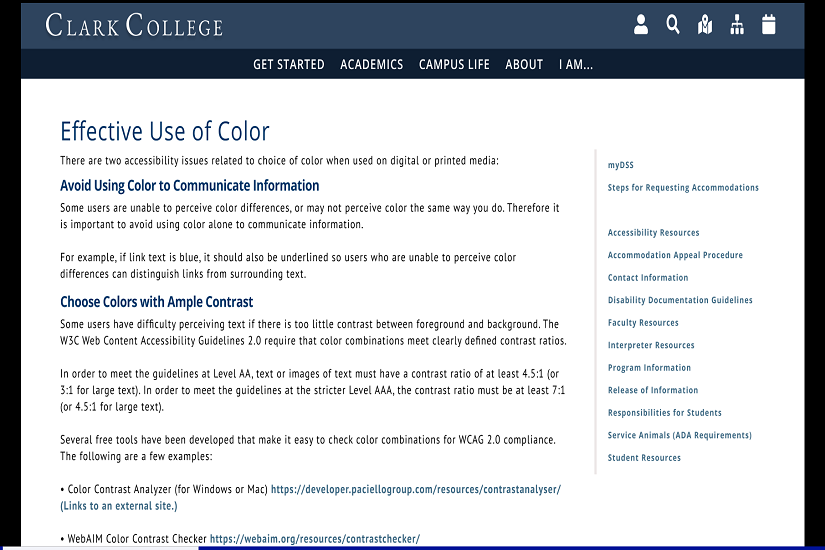 CLARK COLLEGE
GET STARTED ACADEMICS CAMPUS LIFE ABOUT I AM...
Effective Use of Color
There are two accessibility issues related to choice of color when used on digital or printed media:
Avoid Using Color to Communicate Information
Some users are unable to perceive color differences, or may not perceive color the same way you do. Therefore it
is important to avoid using color alone to communicate information.
For example, if link text is blue, it should also be underlined so users who are unable to perceive color
differences can distinguish links from surrounding text.
Choose Colors with Ample Contrast
Some users have difficulty perceiving text if there is too little contrast between foreground and background. The
W3C Web Content Accessibility Guidelines 2.0 require that color combinations meet clearly defined contrast ratios.
In order to meet the guidelines at Level AA, text or images of text must have a contrast ratio of at least 4.5:1 (or
3:1 for large text). In order to meet the guidelines at the stricter Level AAA, the contrast ratio must be at least 7:1
(or 4.5:1 for large text).
Several free tools have been developed that make it easy to check color combinations for WCAG 2.0 compliance.
The following are a few examples:
• Color Contrast Analyzer (for Windows or Mac) https://developer.paciellogroup.com/resources/contrastanalyser/
(Links to an external site.)
• WebAIM Color Contrast Checker https://webaim.org/resources/contrastchecker/
myDSS
Steps for Requesting Accommodations
Accessibility Resources
Accommodation Appeal Procedure
Contact Information
Disability Documentation Guidelines
Faculty Resources
Interpreter Resources
Program Information
Release of Information
Responsibilities for Students
Service Animals (ADA Requirements)
Student Resources